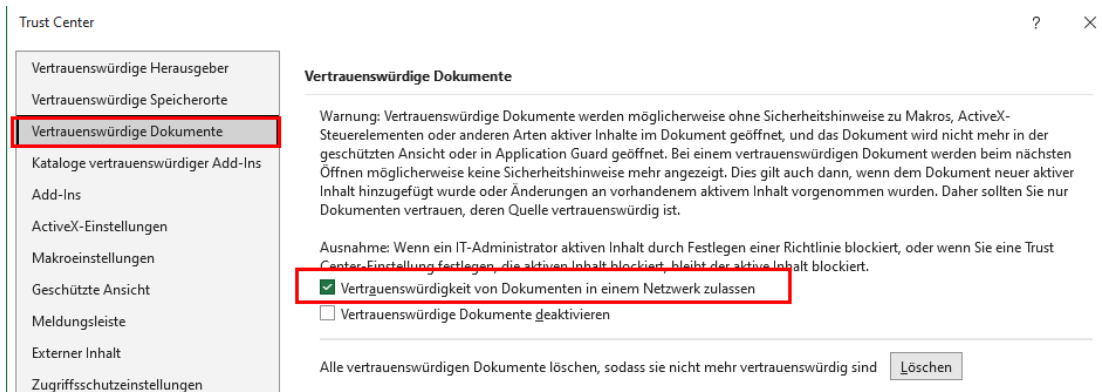 Trust Center
?
Vertrauenswürdige Herausgeber
Vertrauenswürdige Speicherorte
Vertrauenswürdige Dokumente
Kataloge vertrauenswürdiger Add-Ins
Add-Ins
ActiveX-Einstellungen
Makroeinstellungen
Geschützte Ansicht
Meldungsleiste
Externer Inhalt
Zugriffsschutzeinstellungen
Vertrauenswürdige Dokumente
Warnung: Vertrauenswürdige Dokumente werden möglicherweise ohne Sicherheitshinweise zu Makros, ActiveX-
Steuerelementen oder anderen Arten aktiver Inhalte im Dokument geöffnet, und das Dokument wird nicht mehr in der
geschützten Ansicht oder in Application Guard geöffnet. Bei einem vertrauenswürdigen Dokument werden beim nächsten
Öffnen möglicherweise keine Sicherheitshinweise mehr angezeigt. Dies gilt auch dann, wenn dem Dokument neuer aktiver
Inhalt hinzugefügt wurde oder Änderungen an vorhandenem aktivem Inhalt vorgenommen wurden. Daher sollten Sie nur
Dokumenten vertrauen, deren Quelle vertrauenswürdig ist.
Ausnahme: Wenn ein IT-Administrator aktiven Inhalt durch Festlegen einer Richtlinie blockiert, oder wenn Sie eine Trust
Center-Einstellung festlegen, die aktiven Inhalt blockiert, bleibt der aktive Inhalt blockiert.
Vertrauenswürdigkeit von Dokumenten in einem Netzwerk zulassen
Vertrauenswürdige Dokumente deaktivieren
Alle vertrauenswürdigen Dokumente löschen, sodass sie nicht mehr vertrauenswürdig sind Löschen